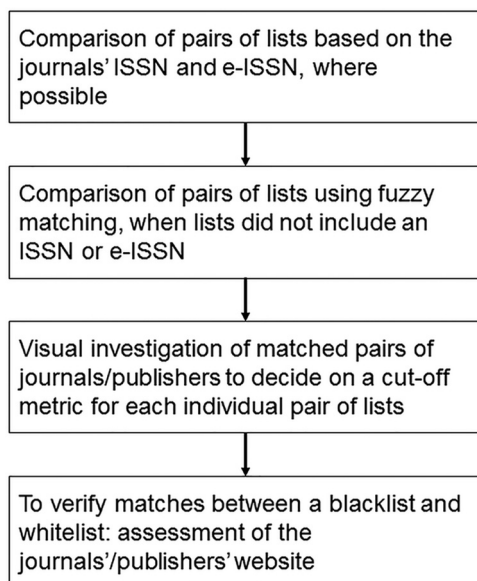 Comparison of pairs of lists based on the
journals' ISSN and e-ISSN, where
possible
Comparison of pairs of lists using fuzzy
matching, when lists did not include an
ISSN or e-ISSN
Visual investigation of matched pairs of
journals/publishers to decide on a cut-off
metric for each individual pair of lists
To verify matches between a blacklist and
whitelist: assessment of the
journals'/publishers' website